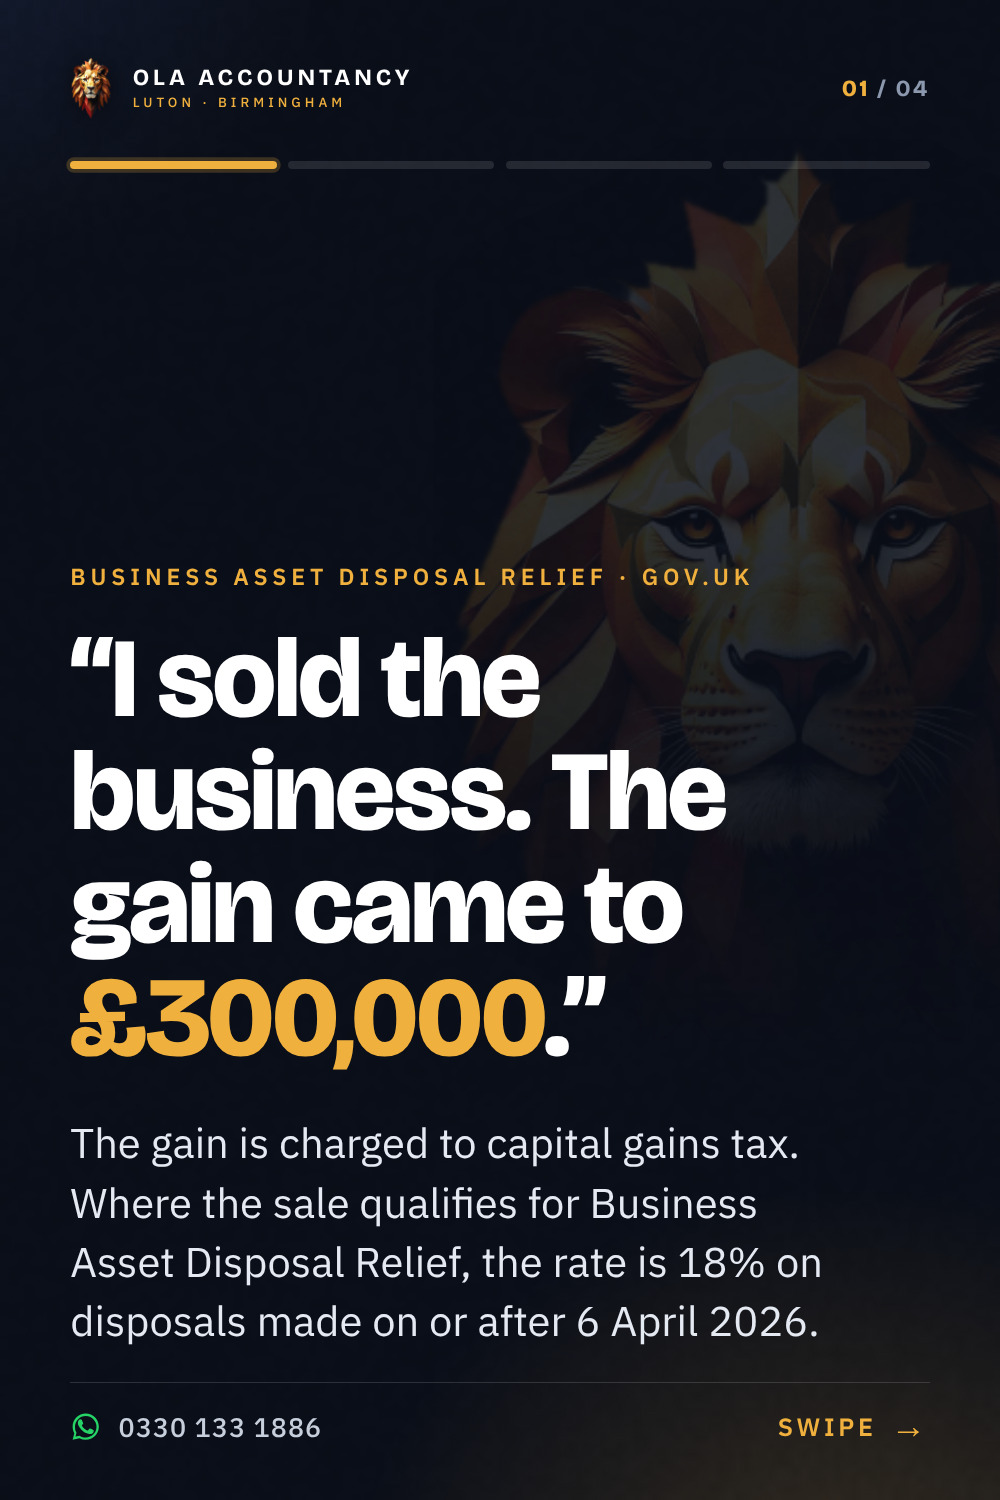 OLA ACCOUNTANCY
LUTON · BIRMINGHAM
01 / 04
BUSINESS ASSET DISPOSAL RELIEF · GOV.UK
“I sold the
business. The
gain came to
£300,000.”
The gain is charged to capital gains tax.
Where the sale qualifies for Business
Asset Disposal Relief, the rate is 18% on
disposals made on or after 6 April 2026.
0330 133 1886
SWIPE →